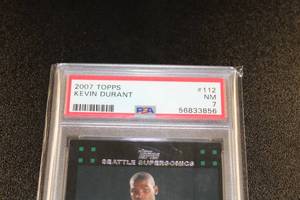 2007 TOPPS #112
KEVIN DURANT NM
PSA 7
56833856
TOPPS
SEATTLE SUPERSONICS